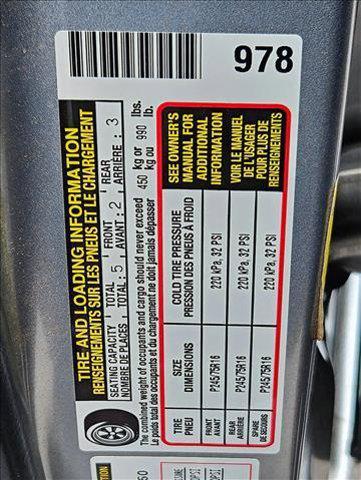 978
TIRE AND LOADING INFORMATION
RENSEIGNEMENTS SUR LES PNEUS ET LE CHARGEMENT
SEATING CAPACITY TOTAL FRONT REAR
NOMBRE DE PLACES TOTAL : 5 AVANT : 2 ARRIÈRE : 3
The combined weight of occupants and cargo should never exceed 450 kg or 990 lbs.
Le poids total des occupants et du chargement ne doit jamais dépasser 450 kg ou 990 lb.
TIRE SIZE COLD TIRE PRESSURE
PNEU DIMENSIONS PRESSION DES PNEUS À FROID
FRONT P245/75R16 220 kPa, 32 PSI
AVANT
REAR P245/75R16 220 kPa, 32 PSI
ARRIÈRE
SPARE P245/75R16 220 kPa, 32 PSI
DE SECOURS
SEE OWNER'S
MANUAL FOR
ADDITIONAL
INFORMATION
VOIR LE MANUEL
DE L'USAGER
POUR PLUS DE
RENSEIGNEMENTS